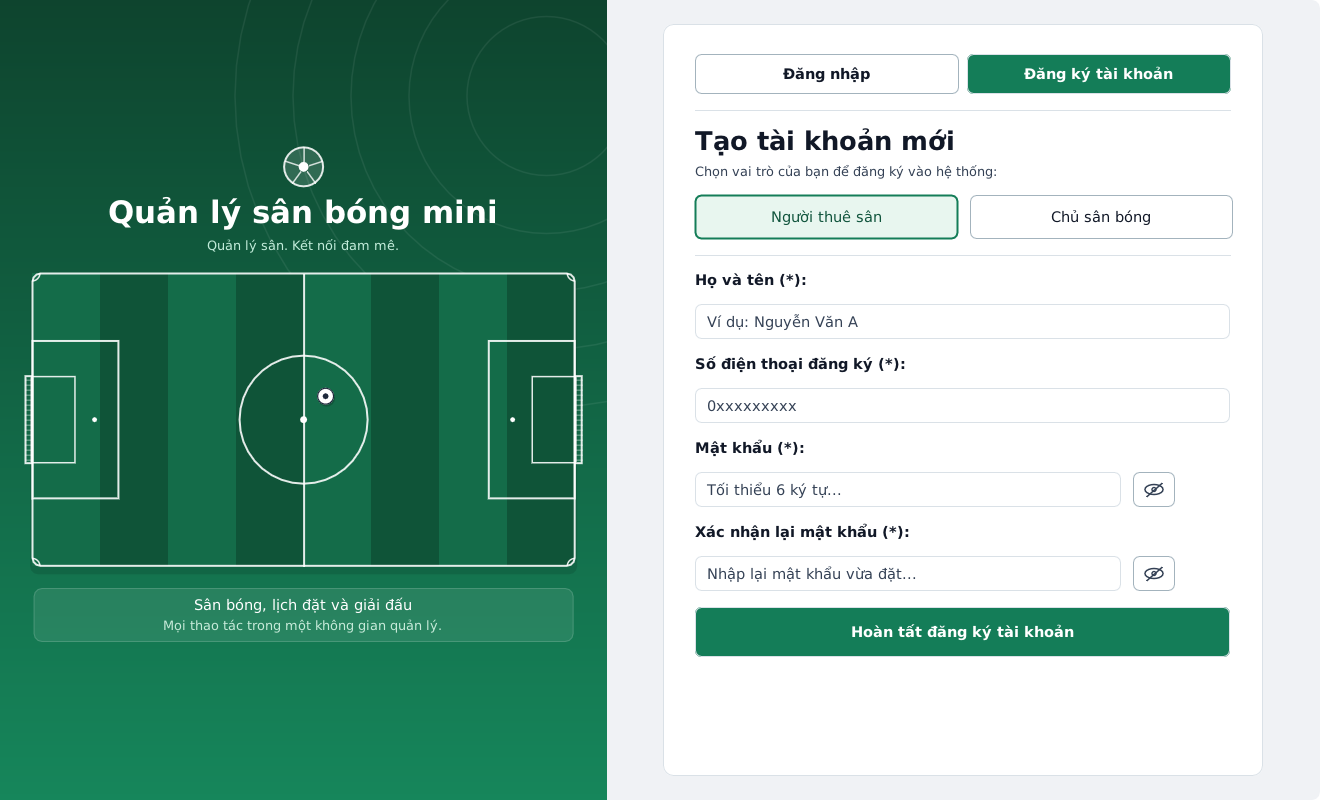 Quản lý sân bóng mini
Quản lý sân. Kết nối đam mê.
Sân bóng, lịch đặt và giải đấu
Mọi thao tác trong một không gian quản lý.
Đăng nhập
Đăng ký tài khoản
Tạo tài khoản mới
Chọn vai trò của bạn để đăng ký vào hệ thống:
Người thuê sân
Chủ sân bóng
Họ và tên (*):
Ví dụ: Nguyễn Văn A
Số điện thoại đăng ký (*):
0xxxxxxxxx
Mật khẩu (*):
Tối thiểu 6 ký tự...
Xác nhận lại mật khẩu (*):
Nhập lại mật khẩu vừa đặt...
Hoàn tất đăng ký tài khoản